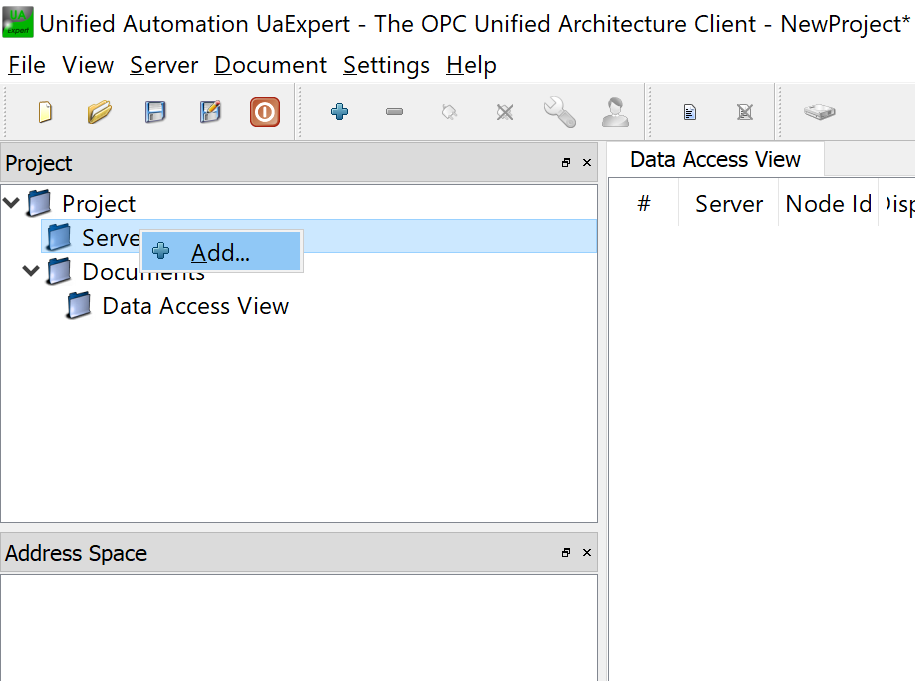 Unified Automation UaExpert - The OPC Unified Architecture Client - NewProject*
File View Server Document Settings Help
Project
Data Access View
Project
# Server Node Id Disp
Serve
Add...
Documents
Data Access View
Address Space